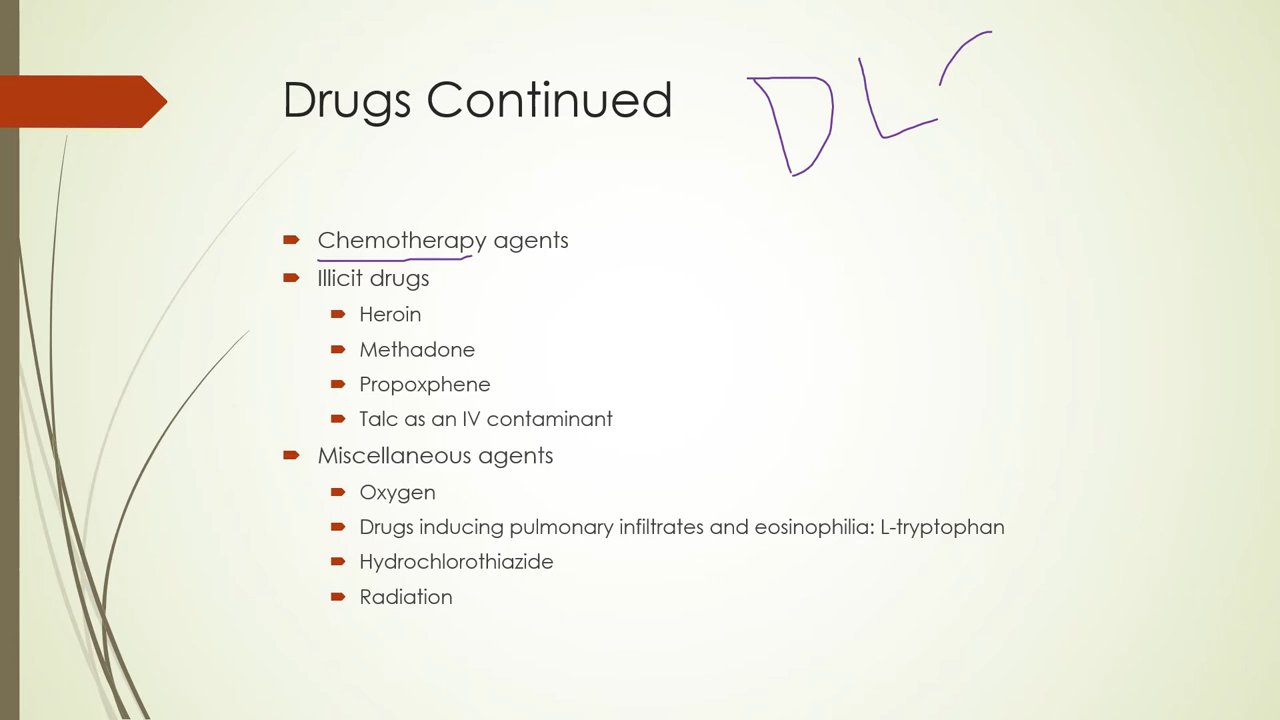 Drugs Continued
DL
Chemotherapy agents
Illicit drugs
Heroin
Methadone
Propoxphene
Talc as an IV contaminant
Miscellaneous agents
Oxygen
Drugs inducing pulmonary infiltrates and eosinophilia: L-tryptophan
Hydrochlorothiazide
Radiation